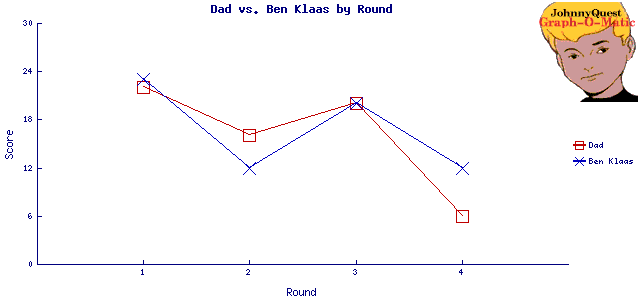 Dad vs. Ben Klaas by Round
JohnnyQuest
Graph-O-Matic
30
24
18
12
6
0
Score
1 2 3 4
Round
Dad
Ben Klaas